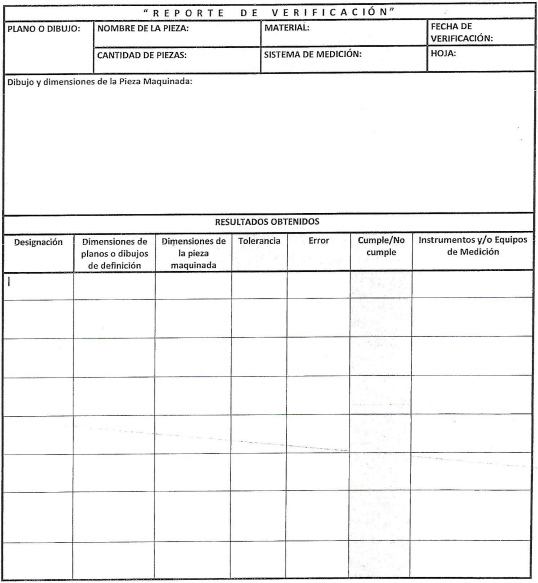 "REPORTE DE VERIFICACIÓN"
PLANO O DIBUJO:
NOMBRE DE LA PIEZA:
MATERIAL:
FECHA DE
VERIFICACIÓN:
CANTIDAD DE PIEZAS:
SISTEMA DE MEDICIÓN:
HOJA:
Dibujo y dimensiones de la Pieza Maquinada:
RESULTADOS OBTENIDOS
Designación
Dimensiones de
planos o dibujos
de definición
Dimensiones de
la pieza
maquinada
Tolerancia
Error
Cumple/No
cumple
Instrumentos y/o Equipos
de Medición